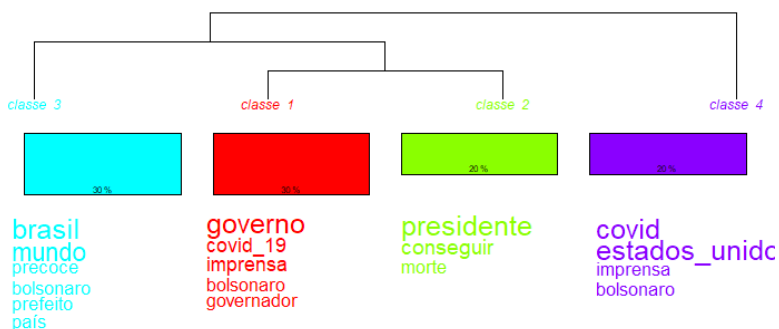 classe 3
classe 1
classe 2
classe 4
30 %
30 %
20 %
20 %
brasil
mundo
precoce
bolsonaro
prefeito
país
governo
covid_19
imprensa
bolsonaro
governador
presidente
conseguir
morte
covid
estados_unido
imprensa
bolsonaro